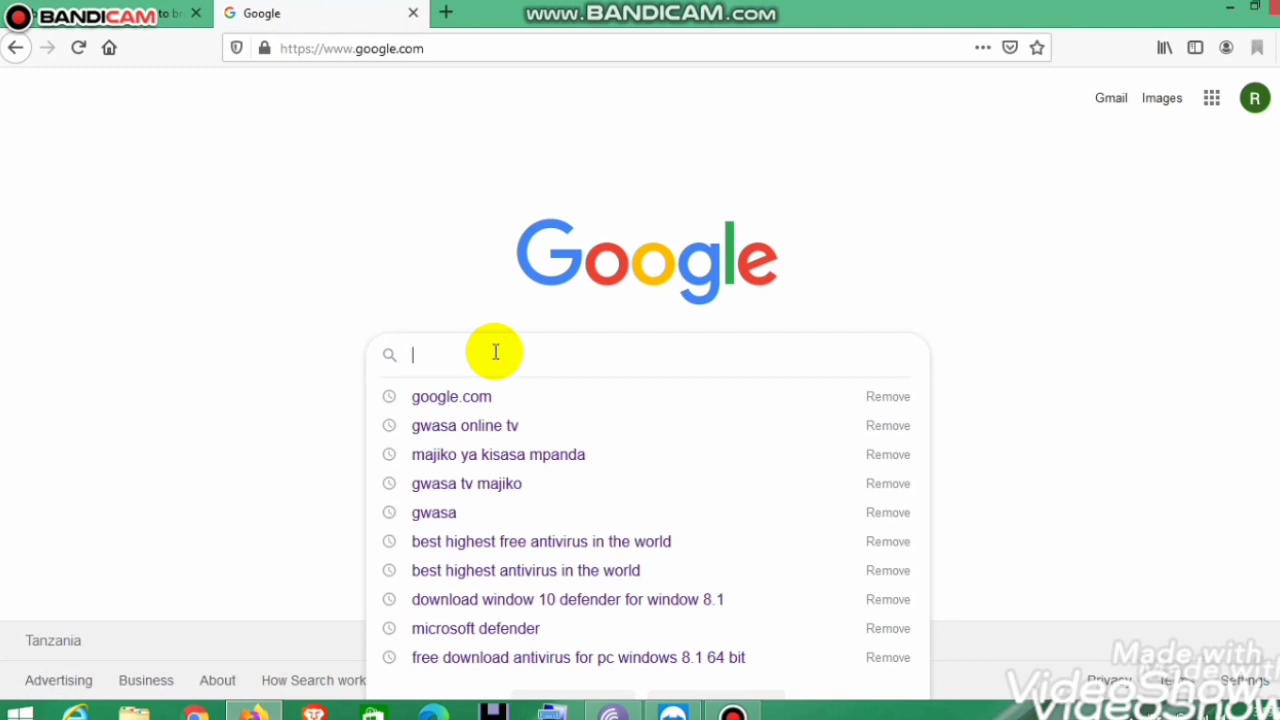 BANDICAM
to br
Google
www.BANDICAM.com
https://www.google.com
Gmail
Images
R
Google
google.com
Remove
gwasa online tv
Remove
majiko ya kisasa mpanda
Remove
gwasa tv majiko
Remove
gwasa
Remove
best highest free antivirus in the world
Remove
best highest antivirus in the world
Remove
download window 10 defender for window 8.1
Remove
microsoft defender
Remove
free download antivirus for pc windows 8.1 64 bit
Remove
Tanzania
Advertising
Business
About
How Search work
Privacy
Terms
Settings
Made with
VideoShow